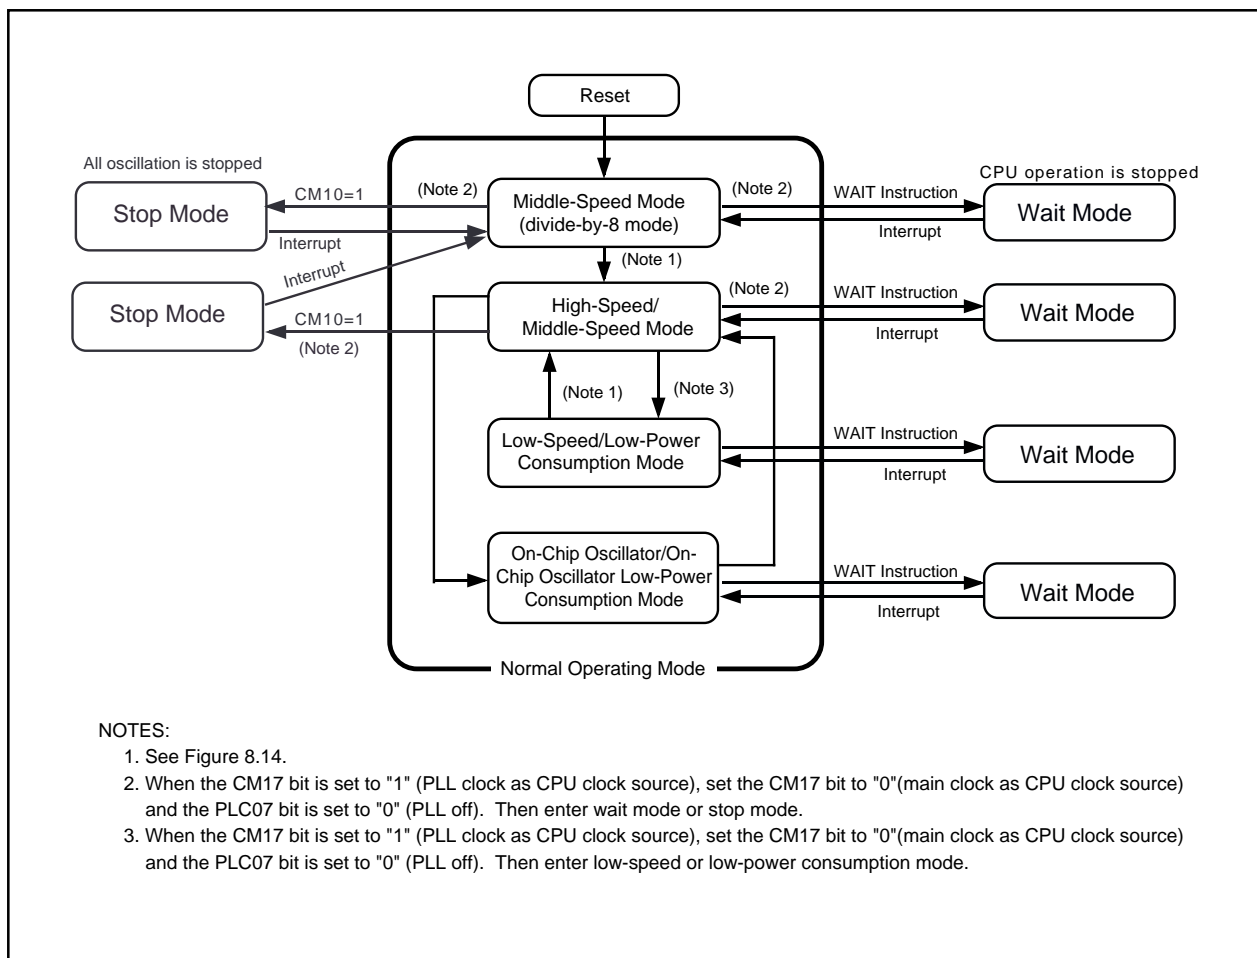 Reset
All oscillation is stopped
CPU operation is stopped
Stop Mode
CM10=1
(Note 2)
Middle-Speed Mode
(divide-by-8 mode)
(Note 2)
WAIT Instruction
Wait Mode
Interrupt
Interrupt
Interrupt
(Note 1)
Stop Mode
CM10=1
(Note 2)
High-Speed/
Middle-Speed Mode
(Note 2)
WAIT Instruction
Wait Mode
Interrupt
(Note 1)
(Note 3)
Low-Speed/Low-Power
Consumption Mode
WAIT Instruction
Wait Mode
Interrupt
On-Chip Oscillator/On-
Chip Oscillator Low-Power
Consumption Mode
WAIT Instruction
Wait Mode
Interrupt
Normal Operating Mode
NOTES:
1. See Figure 8.14.
2. When the CM17 bit is set to "1" (PLL clock as CPU clock source), set the CM17 bit to "0"(main clock as CPU clock source)
and the PLC07 bit is set to "0" (PLL off). Then enter wait mode or stop mode.
3. When the CM17 bit is set to "1" (PLL clock as CPU clock source), set the CM17 bit to "0"(main clock as CPU clock source)
and the PLC07 bit is set to "0" (PLL off). Then enter low-speed or low-power consumption mode.